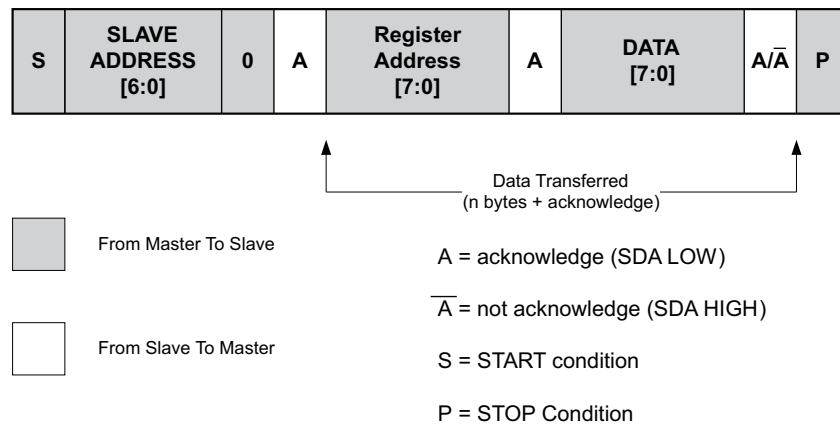 S
SLAVE
ADDRESS
[6:0]
0
A
Register
Address
[7:0]
A
DATA
[7:0]
A/A̅
P
Data Transferred
(n bytes + acknowledge)
From Master To Slave
A = acknowledge (SDA LOW)
A̅ = not acknowledge (SDA HIGH)
From Slave To Master
S = START condition
P = STOP Condition